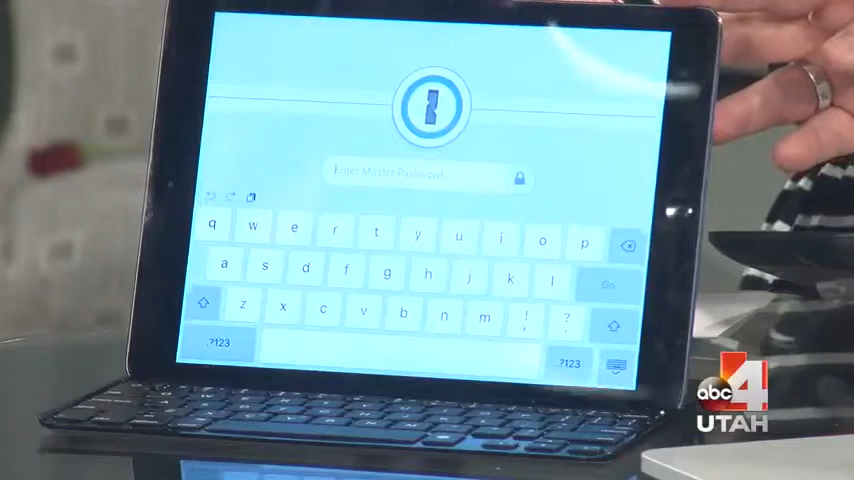 Enter Master Password
q w e r t y u i o p
a s d f g h j k l Go
z x c v b n m ! , ? .
.?123 .?123
abc 4
UTAH